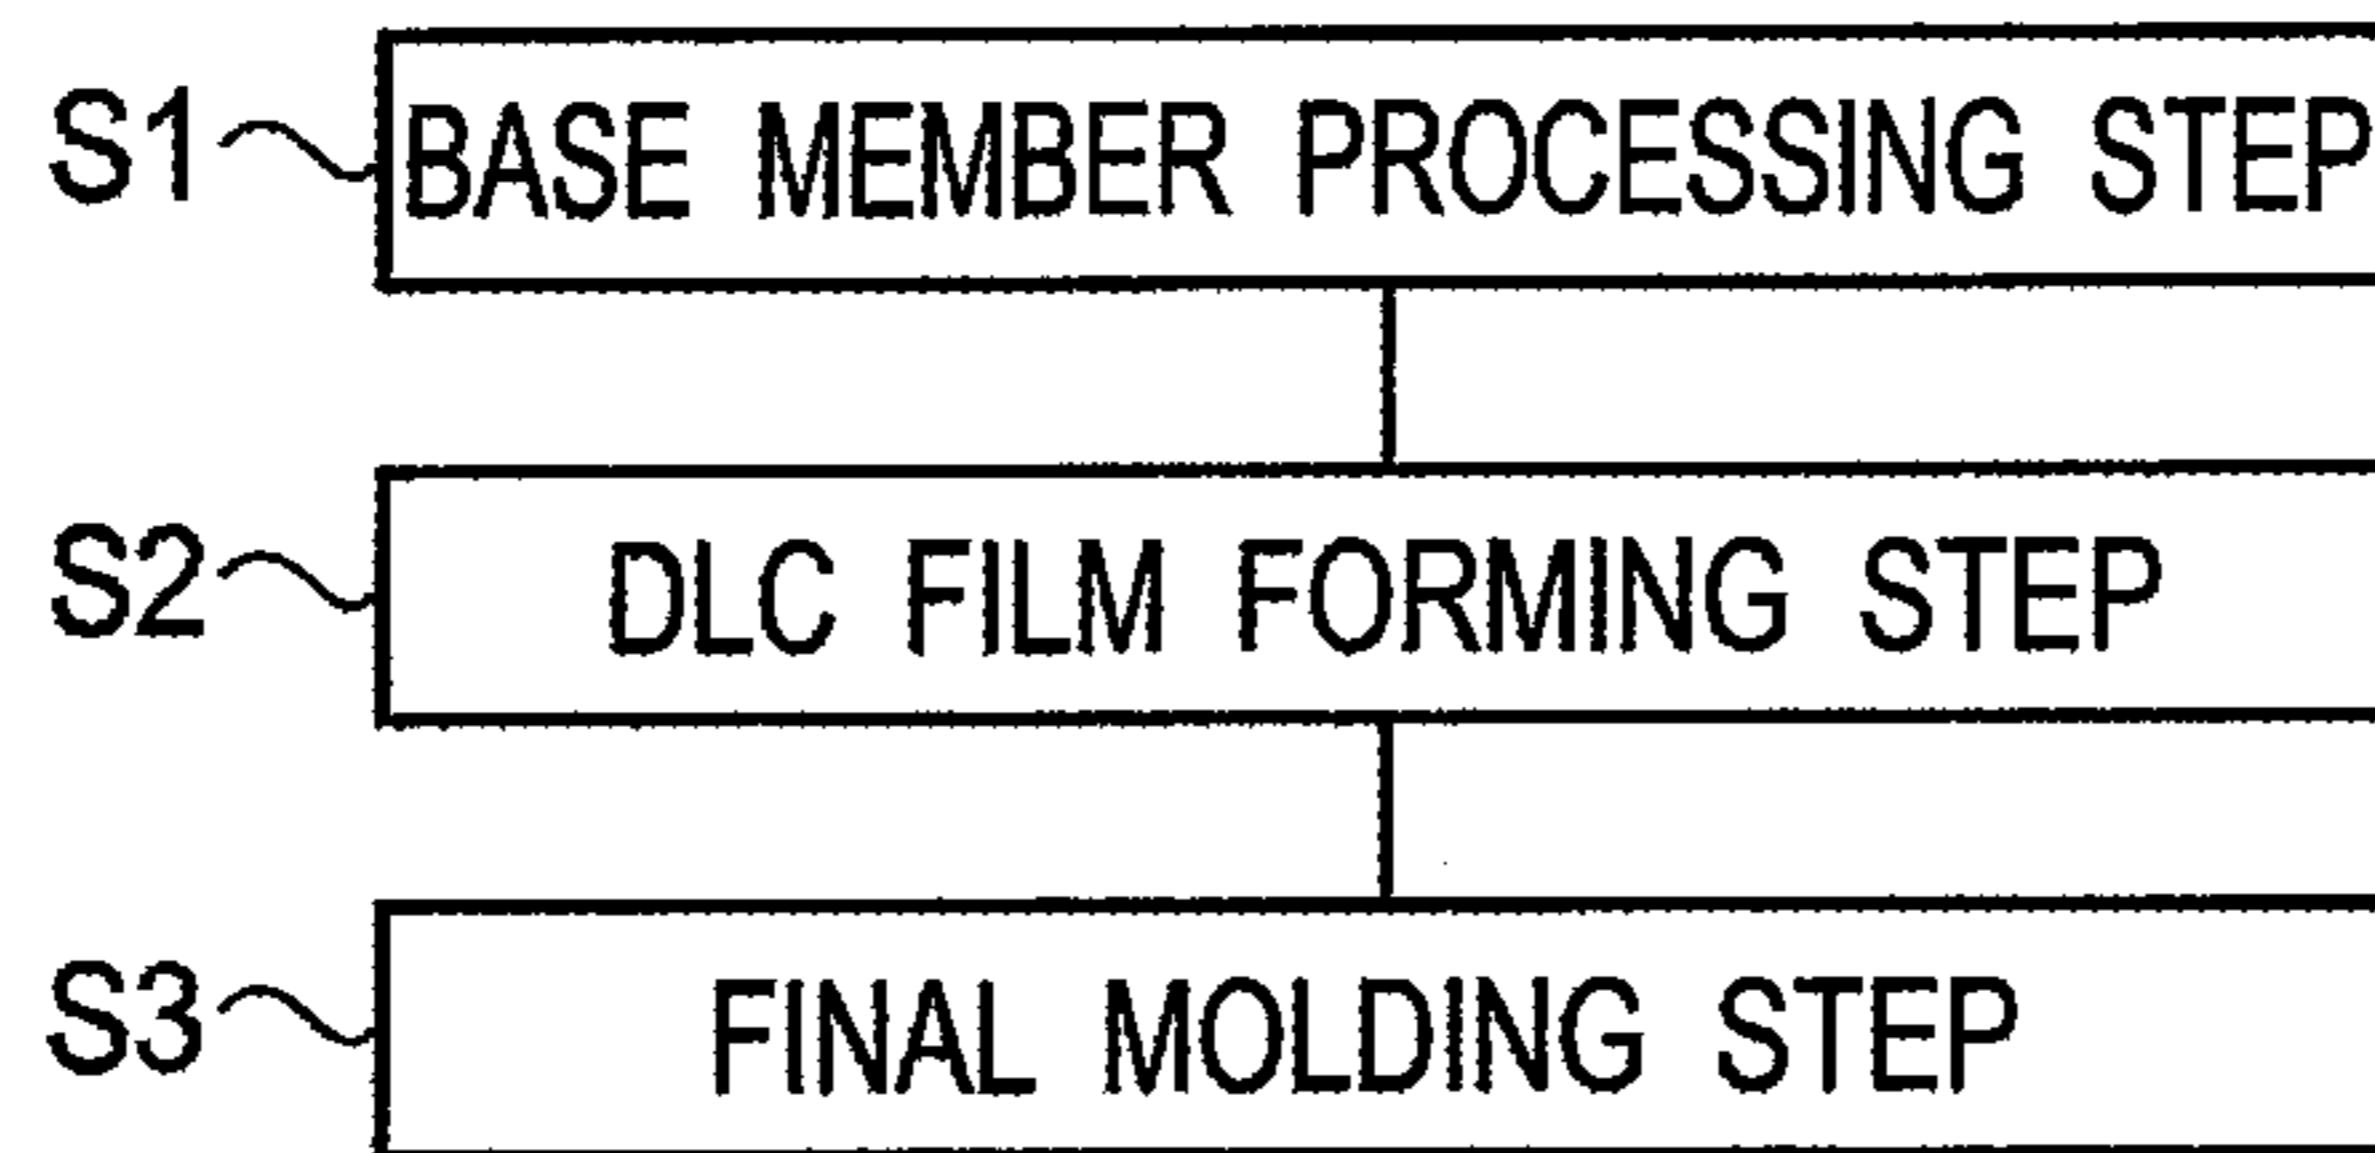 S1 BASE MEMBER PROCESSING STEP
S2 DLC FILM FORMING STEP
S3 FINAL MOLDING STEP